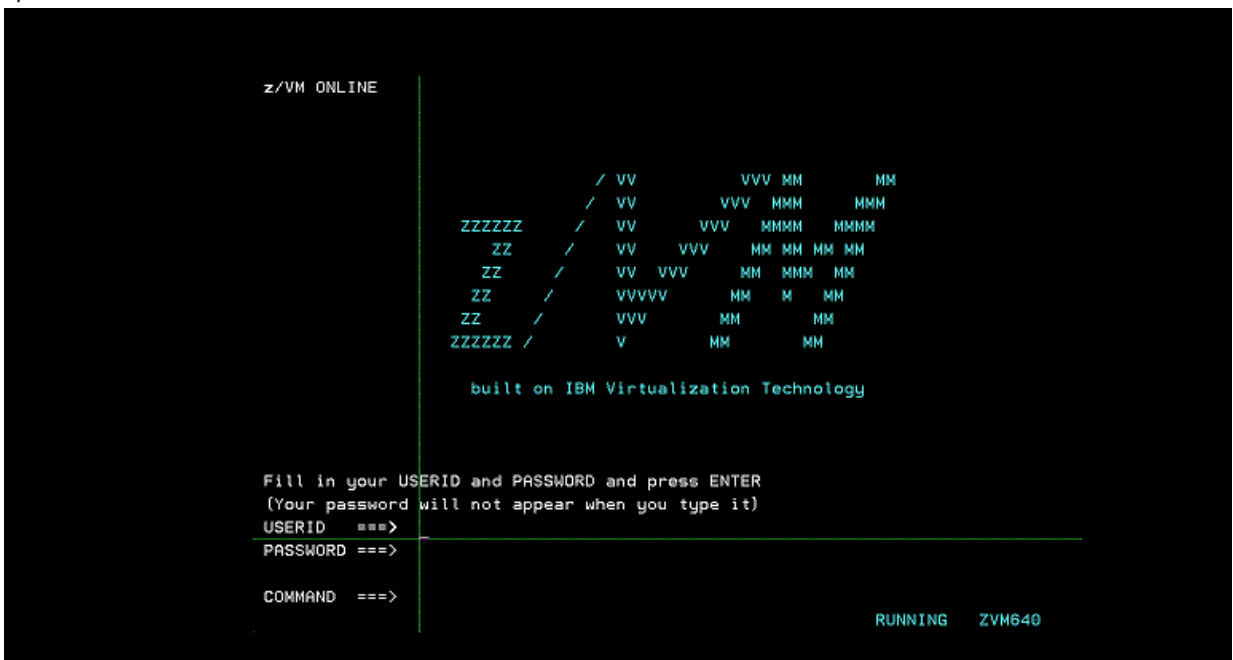 z/VM ONLINE
/ VV VVV MM MM
/ VV VVV MMM MMM
ZZZZZZ / VV VVV MMMM MMMM
ZZ / VV VVV MM MM MM MM
ZZ / VV VVV MM MMM MM
ZZ / VVVVV MM M MM
ZZ / VVV MM MM
ZZZZZZ / V MM MM
built on IBM Virtualization Technology
Fill in your USERID and PASSWORD and press ENTER
(Your password will not appear when you type it)
USERID ===>
PASSWORD ===>
COMMAND ===>
RUNNING ZVM640